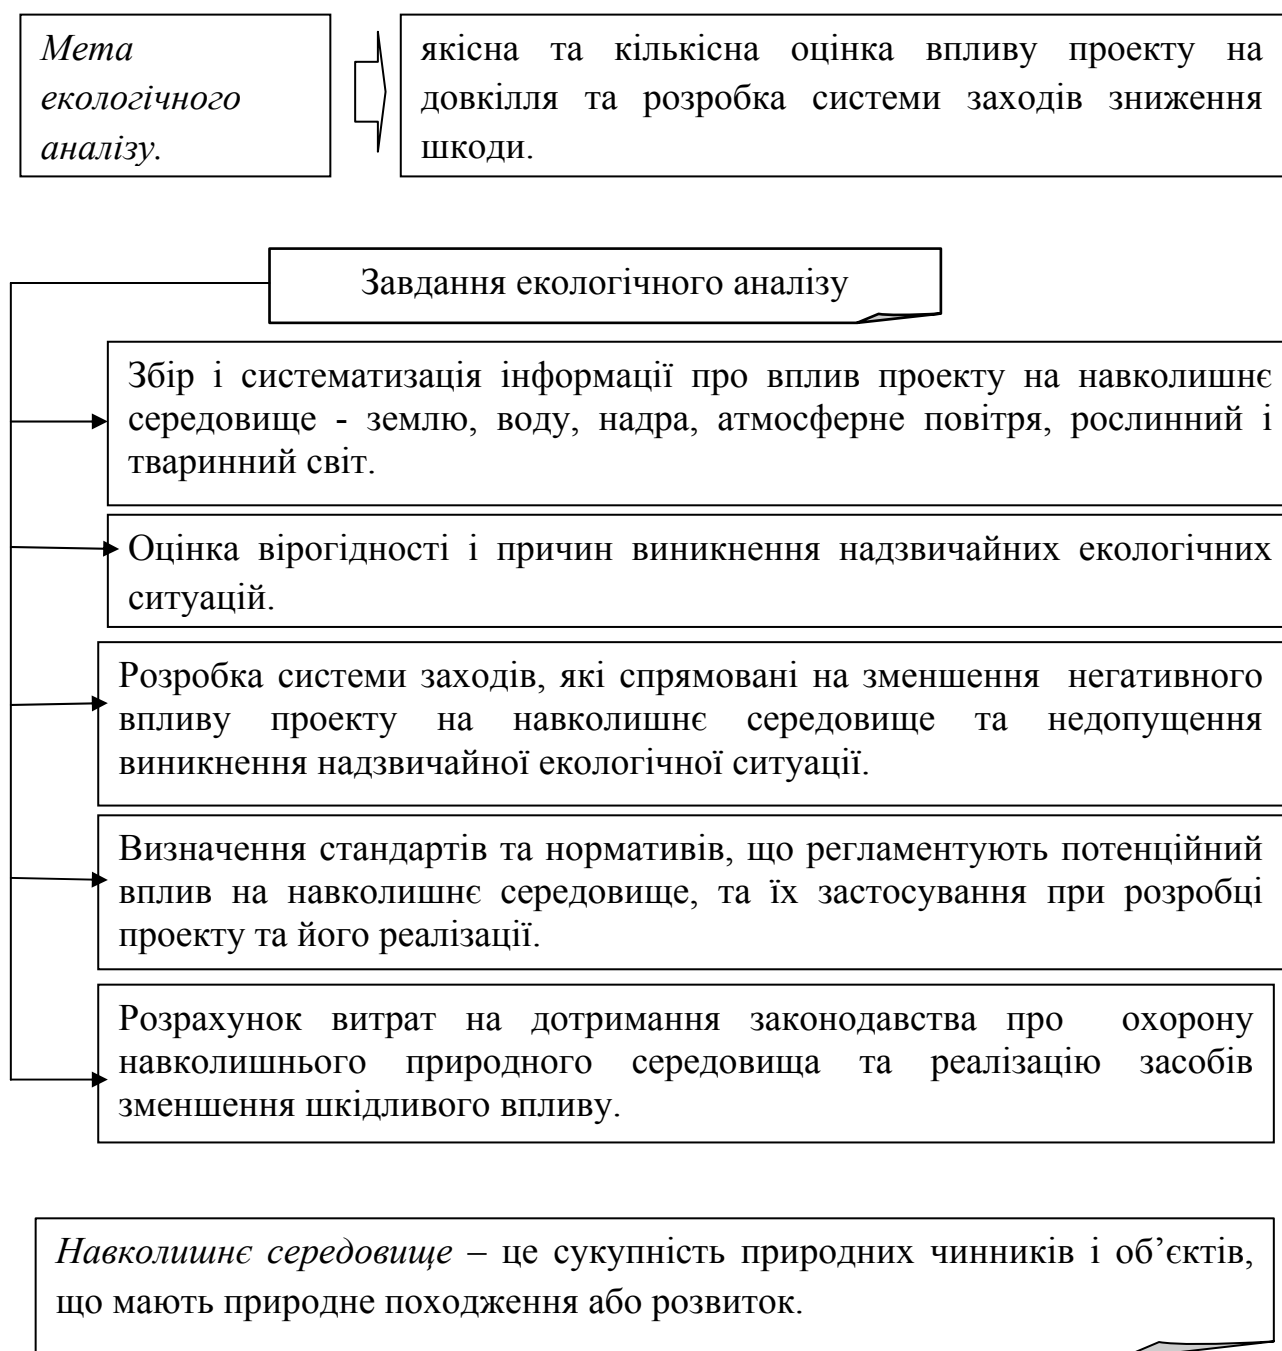 Мета
екологічного
аналізу.
якісна та кількісна оцінка впливу проекту на
довкілля та розробка системи заходів зниження
шкоди.
Завдання екологічного аналізу
Збір і систематизація інформації про вплив проекту на навколишнє
середовище - землю, воду, надра, атмосферне повітря, рослинний і
тваринний світ.
Оцінка вірогідності і причин виникнення надзвичайних екологічних
ситуацій.
Розробка системи заходів, які спрямовані на зменшення негативного
впливу проекту на навколишнє середовище та недопущення
виникнення надзвичайної екологічної ситуації.
Визначення стандартів та нормативів, що регламентують потенційний
вплив на навколишнє середовище, та їх застосування при розробці
проекту та його реалізації.
Розрахунок витрат на дотримання законодавства про охорону
навколишнього природного середовища та реалізацію засобів
зменшення шкідливого впливу.
Навколишнє середовище – це сукупність природних чинників і об’єктів,
що мають природне походження або розвиток.